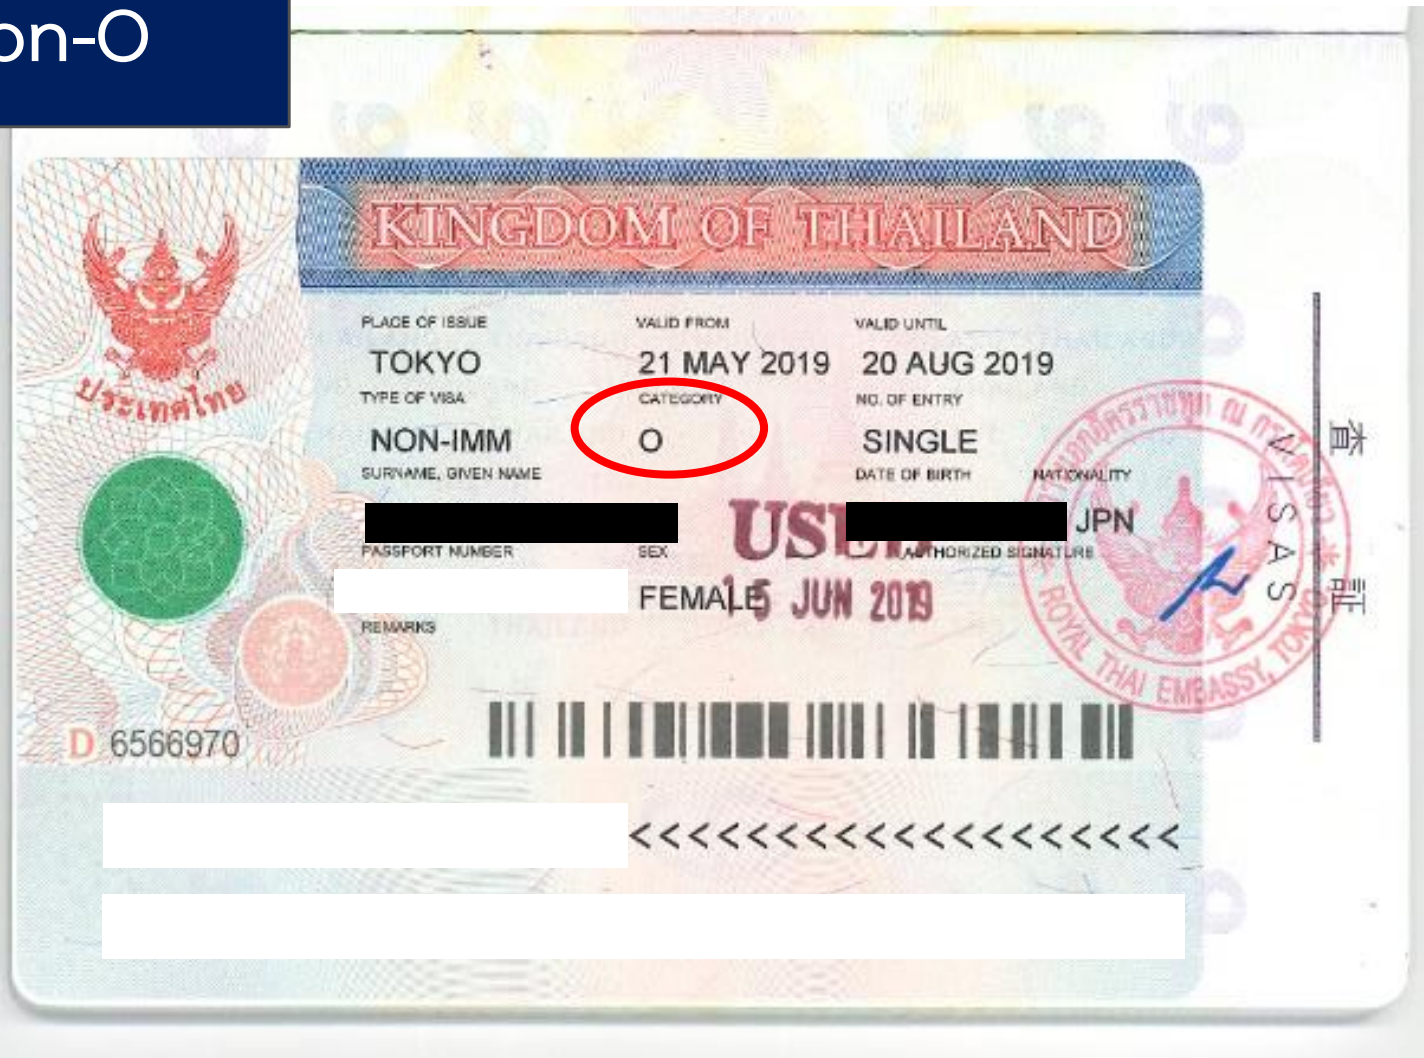 on-O
KINGDOM OF THAILAND
PLACE OF ISSUE VALID FROM VALID UNTIL
TOKYO 21 MAY 2019 20 AUG 2019
TYPE OF VISA CATEGORY NO. OF ENTRY
NON-IMM O SINGLE
SURNAME, GIVEN NAME DATE OF BIRTH NATIONALITY
JPN
PASSPORT NUMBER SEX AUTHORIZED SIGNATURE
FEMALE
REMARKS
15 JUN 2019
ประเทศไทย
D 6566970
<<<<<<<<<<<<<<<<<<<
ROYAL THAI EMBASSY, TOKYO
VISAS
査 証